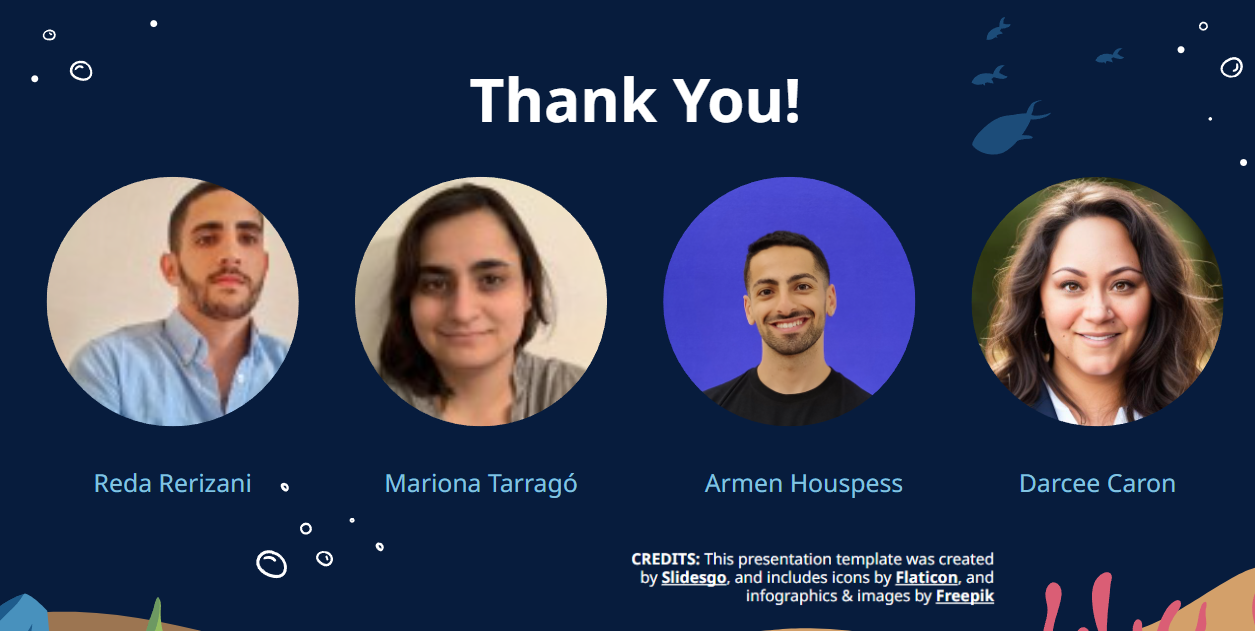 Thank You!
Reda Rerizani
Mariona Tarragó
Armen Houspess
Darcee Caron
CREDITS: This presentation template was created
by Slidesgo, and includes icons by Flaticon, and
infographics & images by Freepik